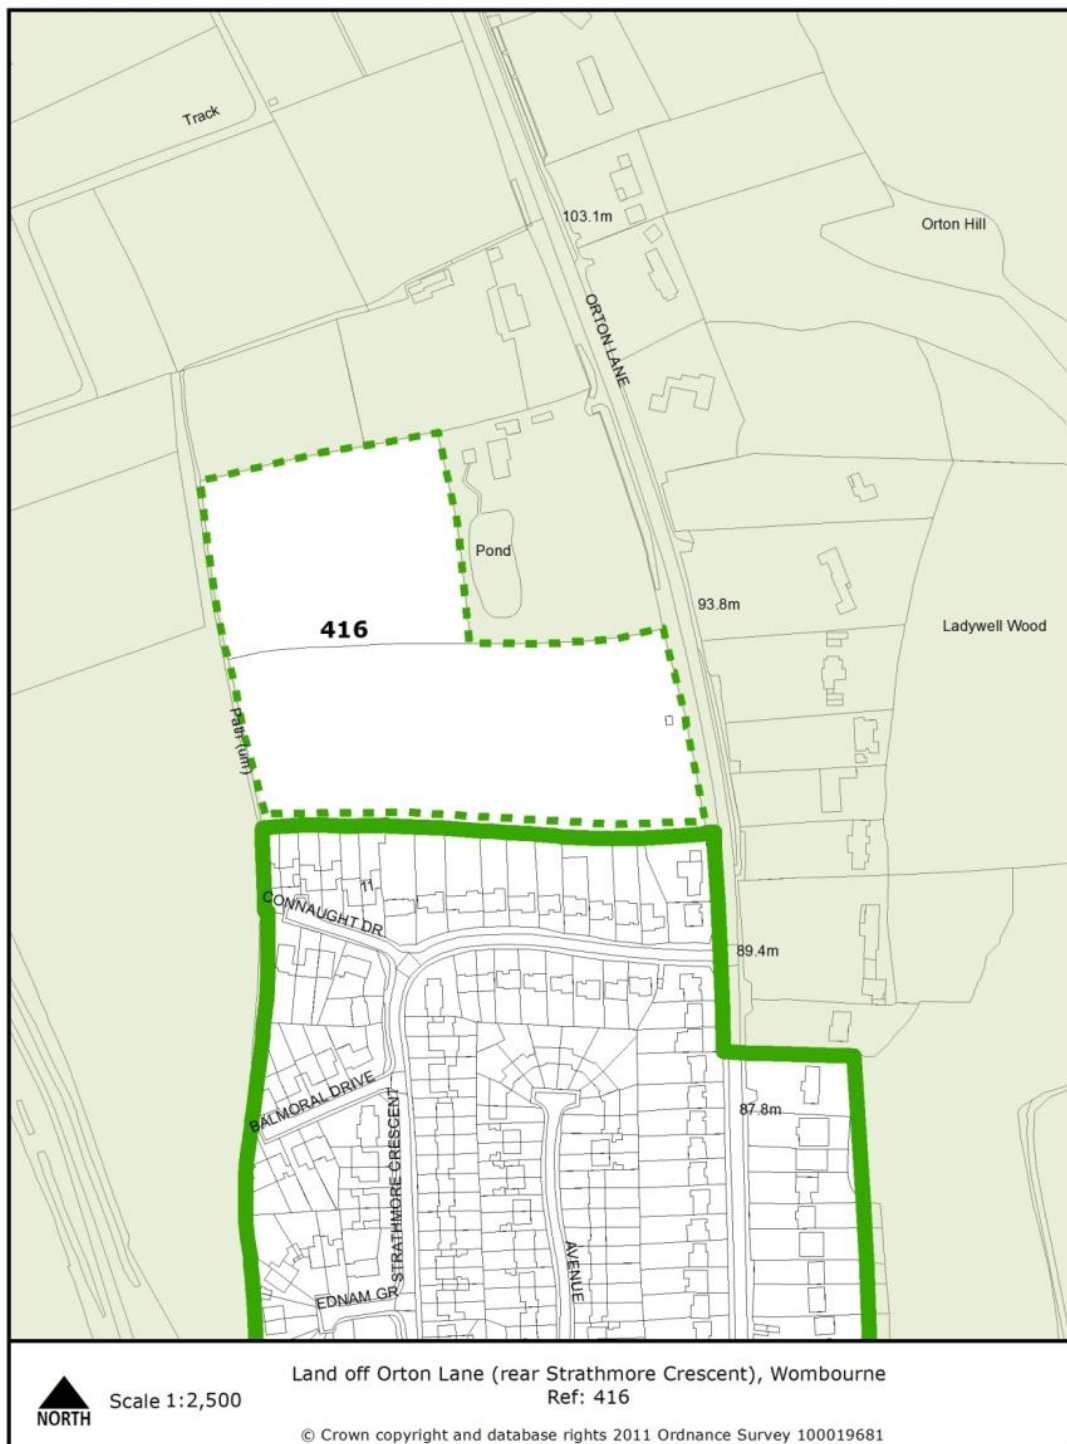 Track
103.1m
Orton Hill
ORTON LANE
Pond
93.8m
416
Ladywell Wood
Path (um)
11
CONNAUGHT DR
89.4m
BALMORAL DRIVE
87.8m
STRATHMORE CRESCENT
AVENUE
EDNAM GR
NORTH
Scale 1:2,500
Land off Orton Lane (rear Strathmore Crescent), Wombourne
Ref: 416
© Crown copyright and database rights 2011 Ordnance Survey 100019681